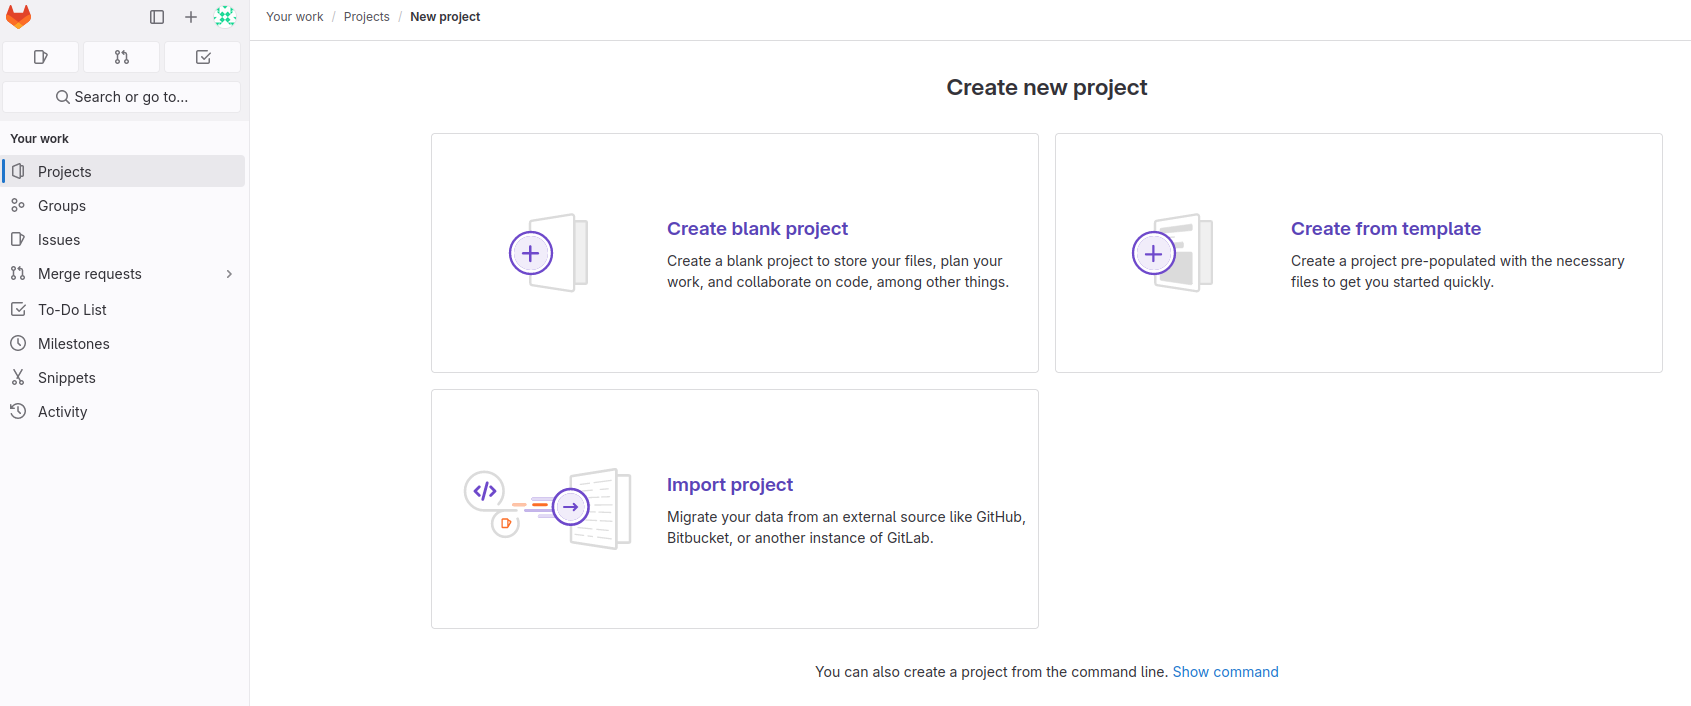 Your work / Projects / New project
Search or go to...
Your work
Projects
Groups
Issues
Merge requests
To-Do List
Milestones
Snippets
Activity
Create new project
Create blank project
Create a blank project to store your files, plan your
work, and collaborate on code, among other things.
Create from template
Create a project pre-populated with the necessary
files to get you started quickly.
Import project
Migrate your data from an external source like GitHub,
Bitbucket, or another instance of GitLab.
You can also create a project from the command line. Show command